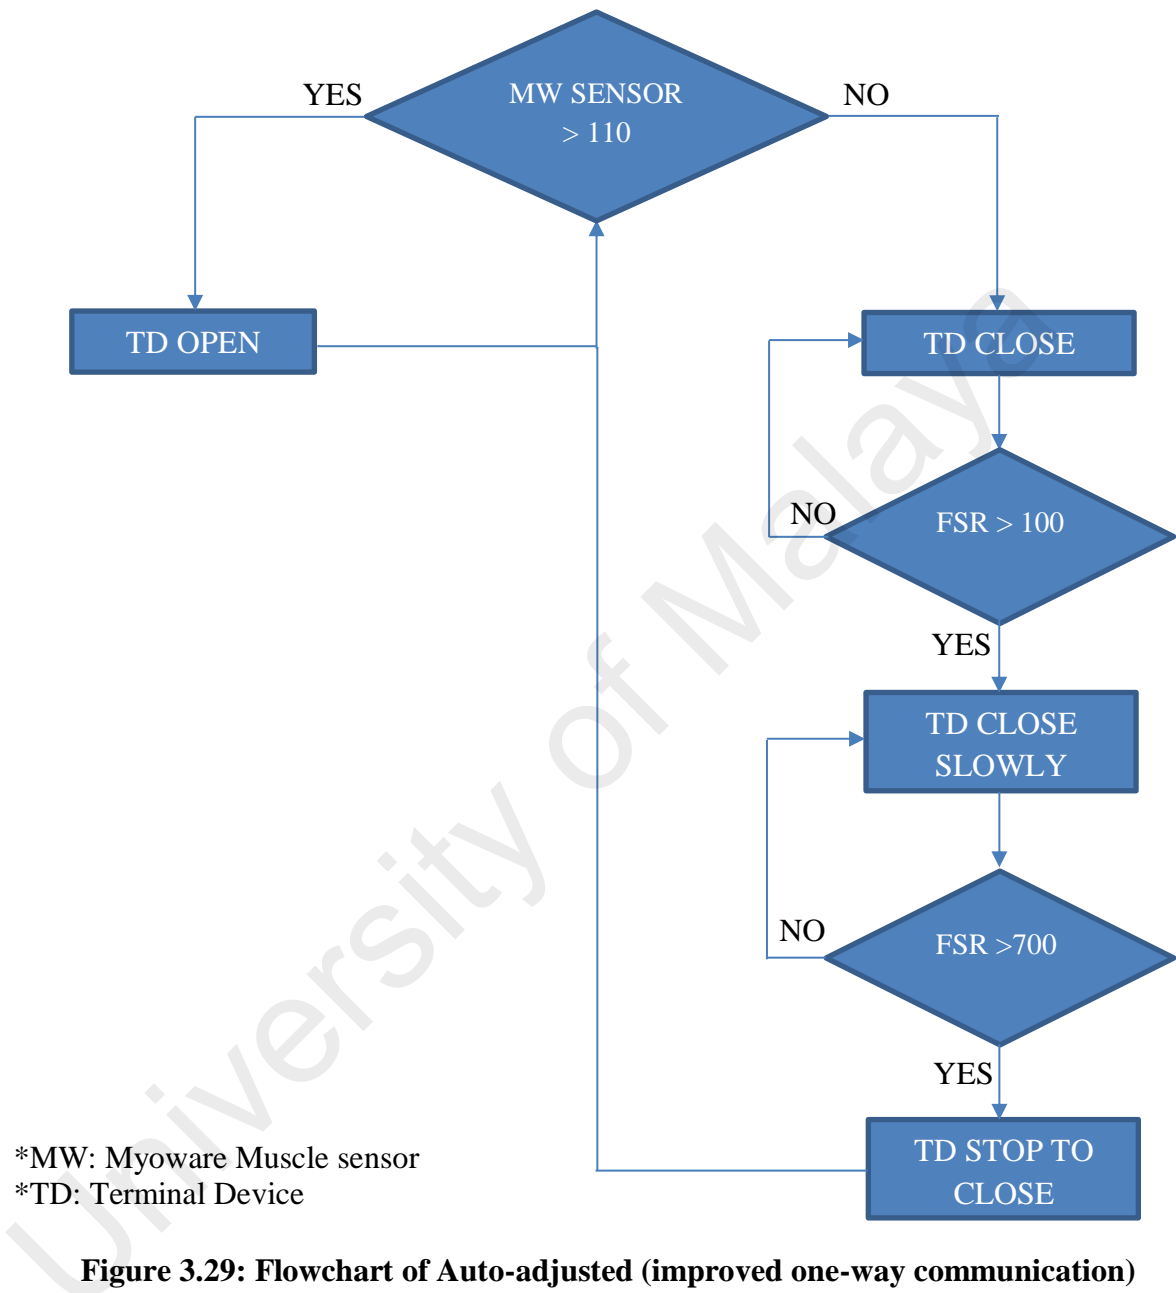 MW SENSOR
> 110
YES
NO
TD OPEN
TD CLOSE
FSR > 100
NO
YES
TD CLOSE
SLOWLY
FSR >700
NO
YES
TD STOP TO
CLOSE
*MW: Myoware Muscle sensor
*TD: Terminal Device
Figure 3.29: Flowchart of Auto-adjusted (improved one-way communication)
University of Malaya